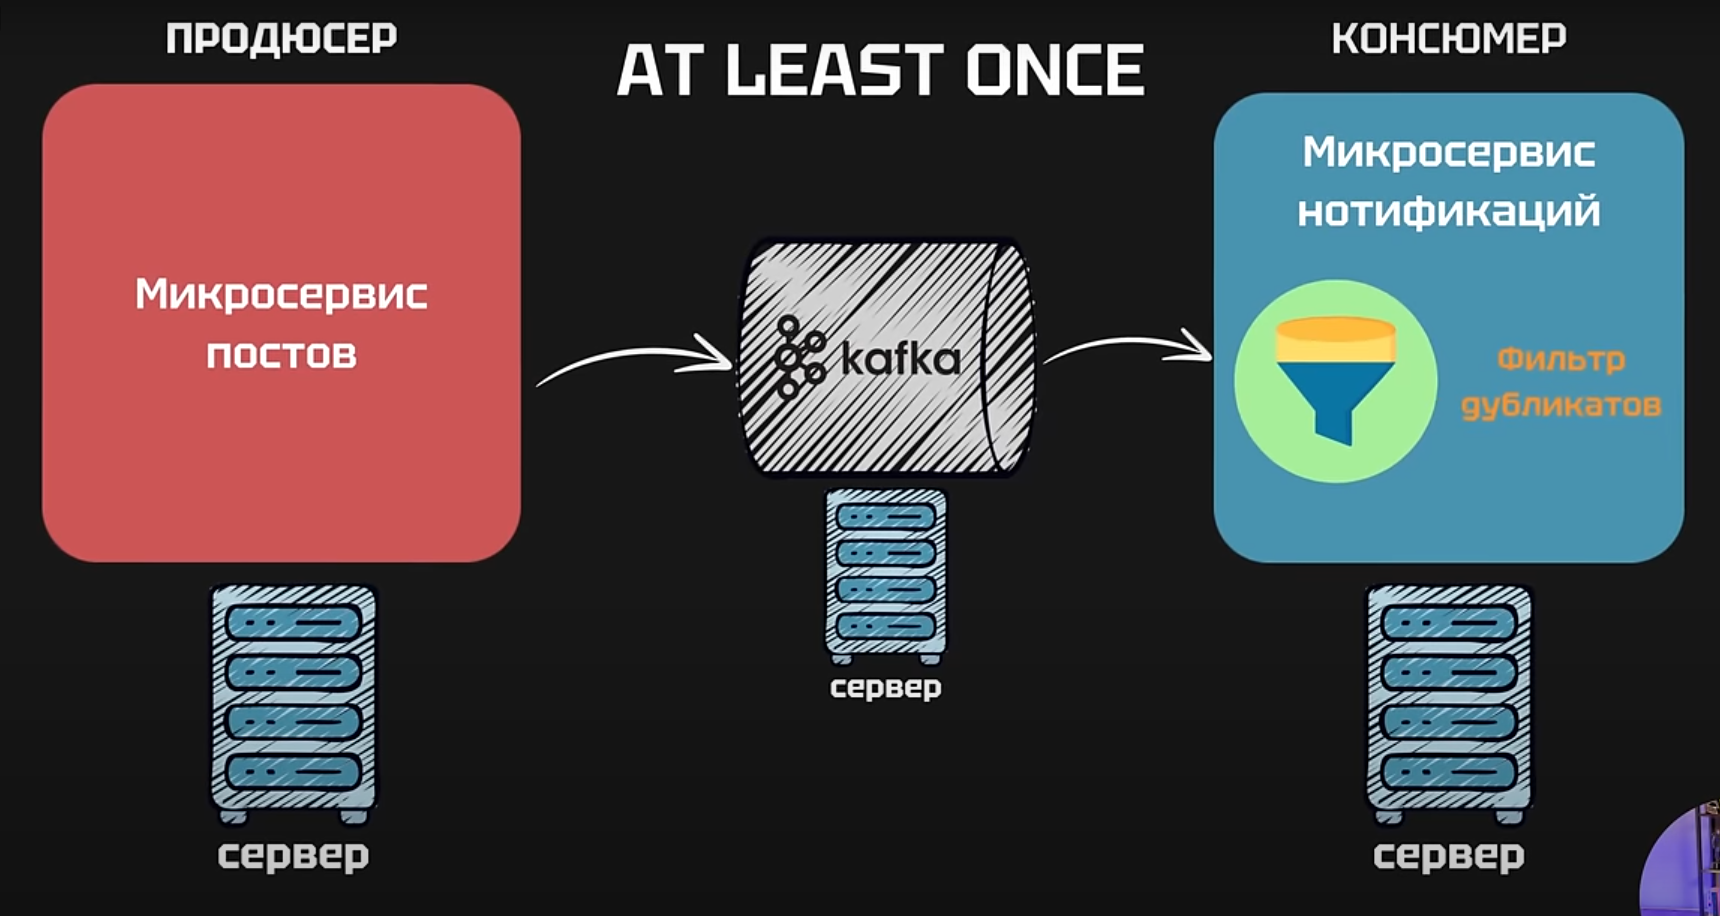 ПРОДЮСЕР
AT LEAST ONCE
КОНСЮМЕР
Микросервис
постов
kafka
Микросервис
нотификаций
Фильтр
дубликатов
сервер
сервер
сервер